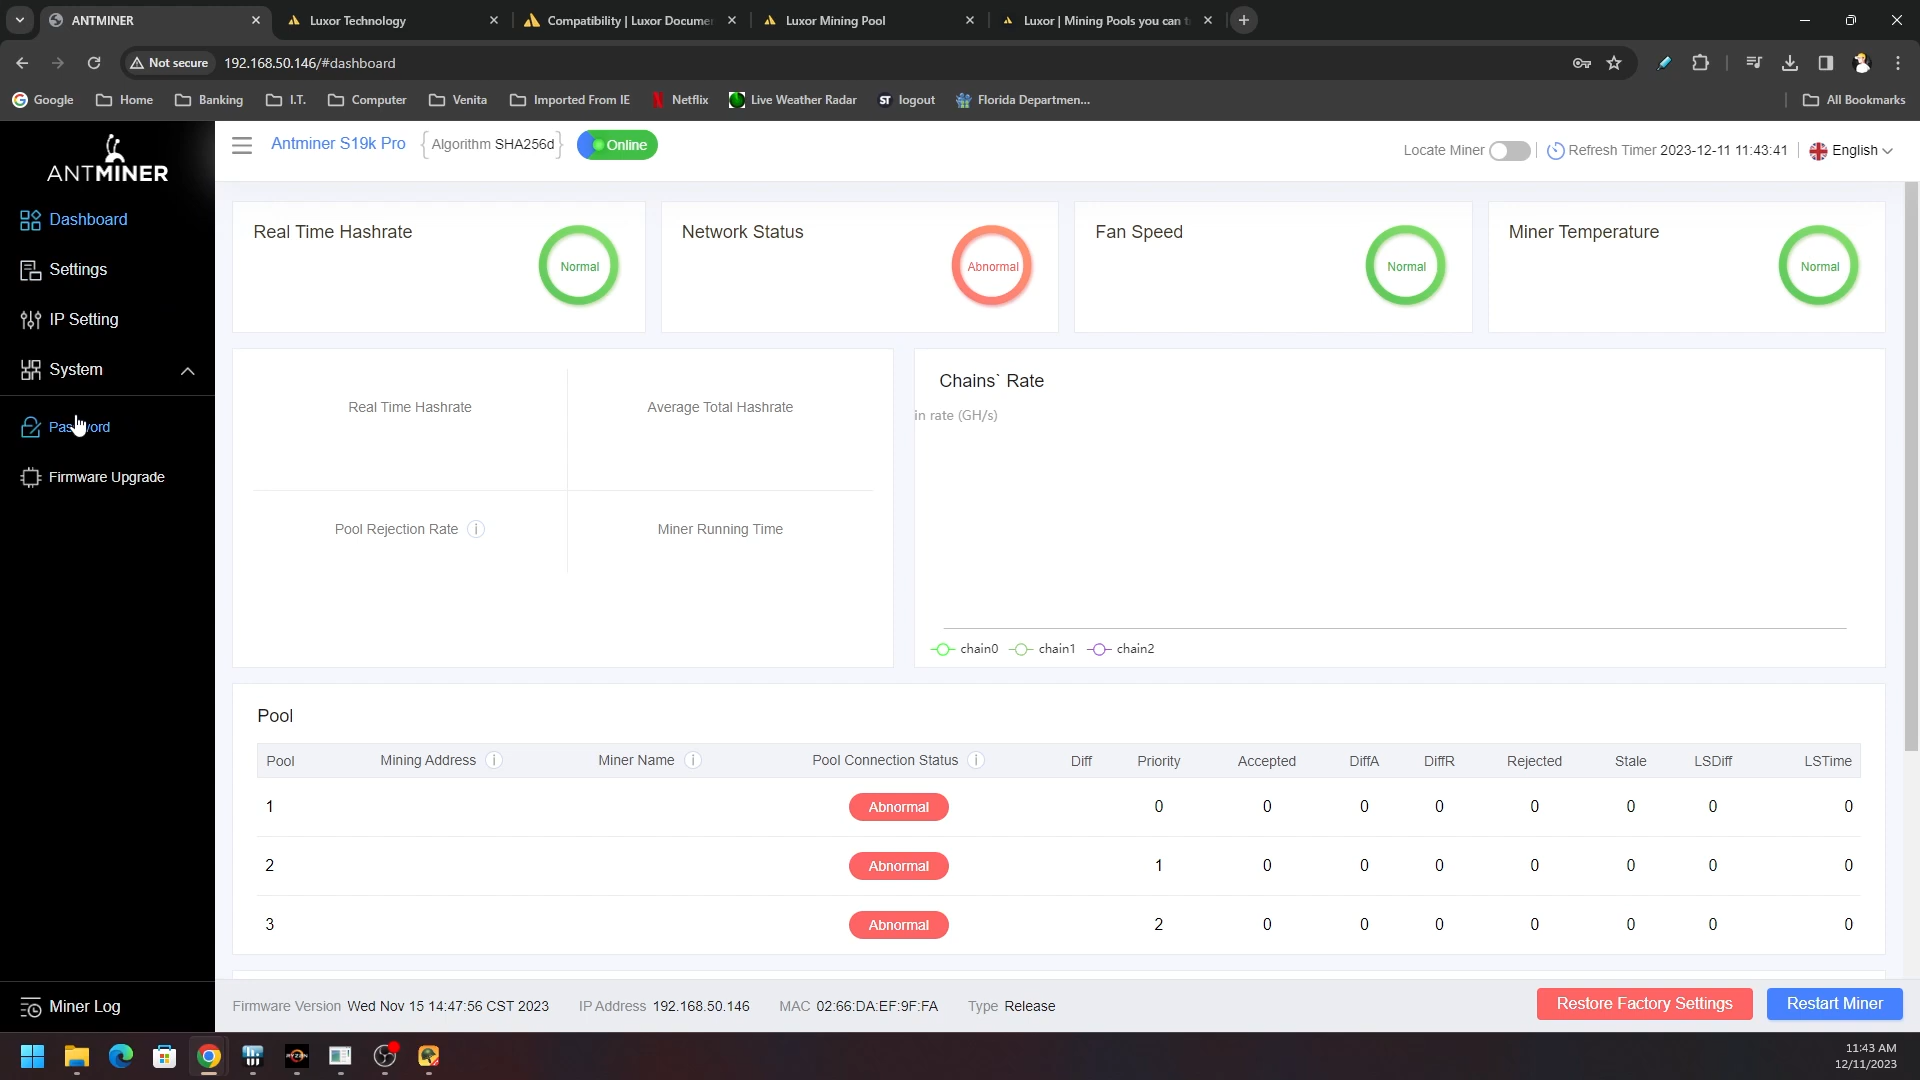 ANTMINER
Luxor Technology
Compatibility | Luxor Docume
Luxor Mining Pool
Luxor | Mining Pools you can t
Not secure
192.168.50.146/#dashboard
Google
Home
Banking
I.T.
Computer
Venita
Imported From IE
Netflix
Live Weather Radar
ST logout
Florida Departmen...
All Bookmarks
ANTMINER
Dashboard
Settings
IP Setting
System
Firmware Upgrade
Miner Log
Antminer S19k Pro
Algorithm SHA256d
Online
Locate Miner
Refresh Timer 2023-12-11 11:43:41
English
Real Time Hashrate
Normal
Network Status
Abnormal
Fan Speed
Normal
Miner Temperature
Normal
Real Time Hashrate
Average Total Hashrate
Pool Rejection Rate i
Miner Running Time
Chains` Rate
in rate (GH/s)
chain0 chain1 chain2
Pool
Pool Mining Address i Miner Name i Pool Connection Status i Diff Priority Accepted DiffA DiffR Rejected Stale LSDiff LSTime
1 Abnormal 0 0 0 0 0 0 0 0
2 Abnormal 1 0 0 0 0 0 0 0
3 Abnormal 2 0 0 0 0 0 0 0
Firmware Version Wed Nov 15 14:47:56 CST 2023 IP Address 192.168.50.146 MAC 02:66:DA:EF:9F:FA Type Release
Restore Factory Settings
Restart Miner
RYZEN
11:43 AM
12/11/2023